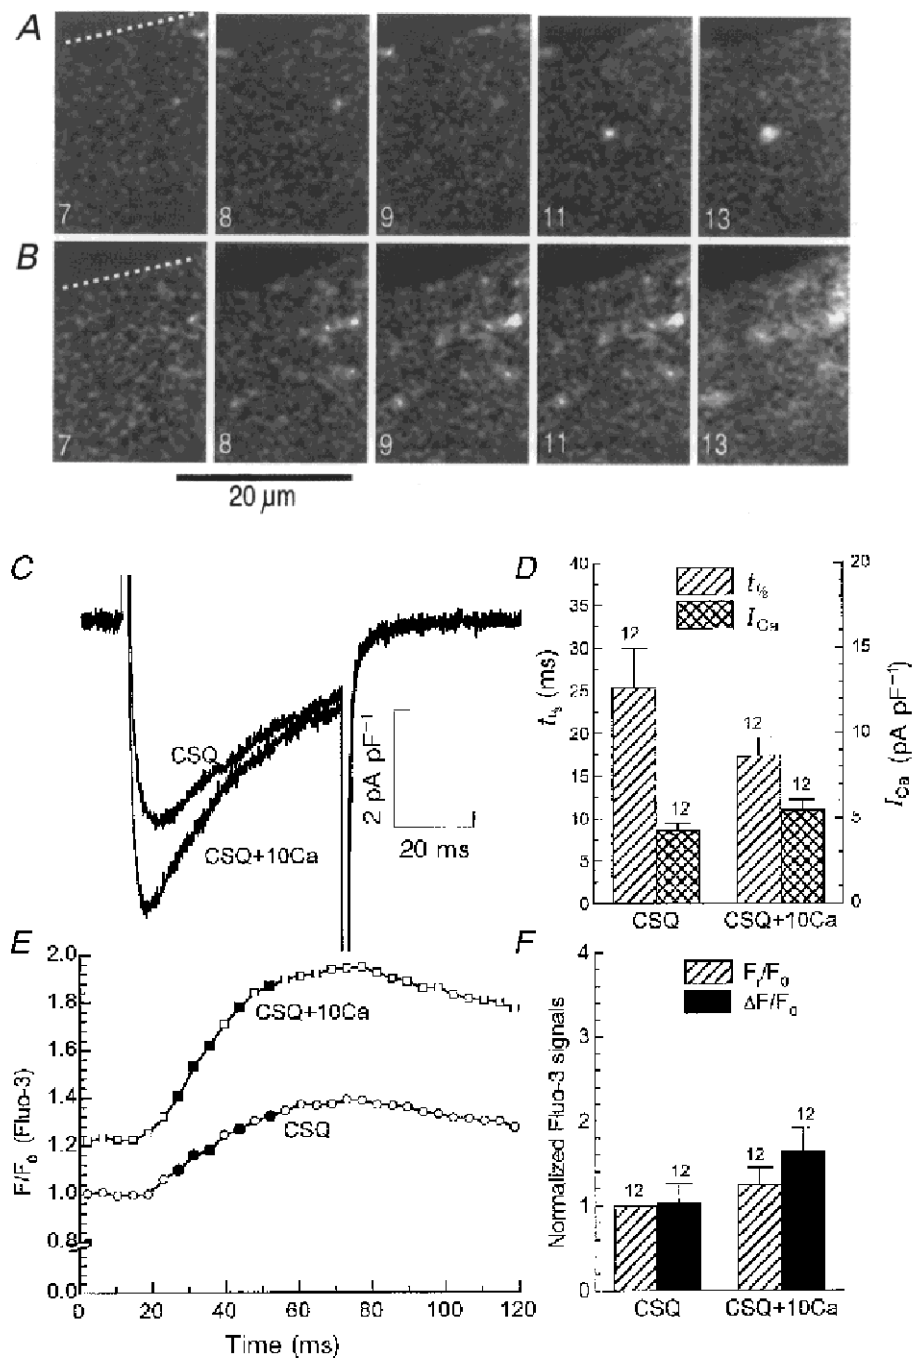 A
7 8 9 11 13
B
7 8 9 11 13
20 µm
C
CSQ
CSQ+10Ca
2 pA pF⁻¹
20 ms
D
t½
I_Ca
t½ (ms)
40
35
30
25
20
15
10
5
0
12
12
12
12
CSQ CSQ+10Ca
20
15
10
5
0
I_Ca (pA pF⁻¹)
E
F/F₀ (Fluo-3)
2.0
1.8
1.6
1.4
1.2
1.0
0.8
0.0
CSQ+10Ca
CSQ
0 20 40 60 80 100 120
Time (ms)
F
Normalized Fluo-3 signals
4
3
2
1
0
Fᵣ/F₀
ΔF/F₀
12 12
12 12
CSQ CSQ+10Ca